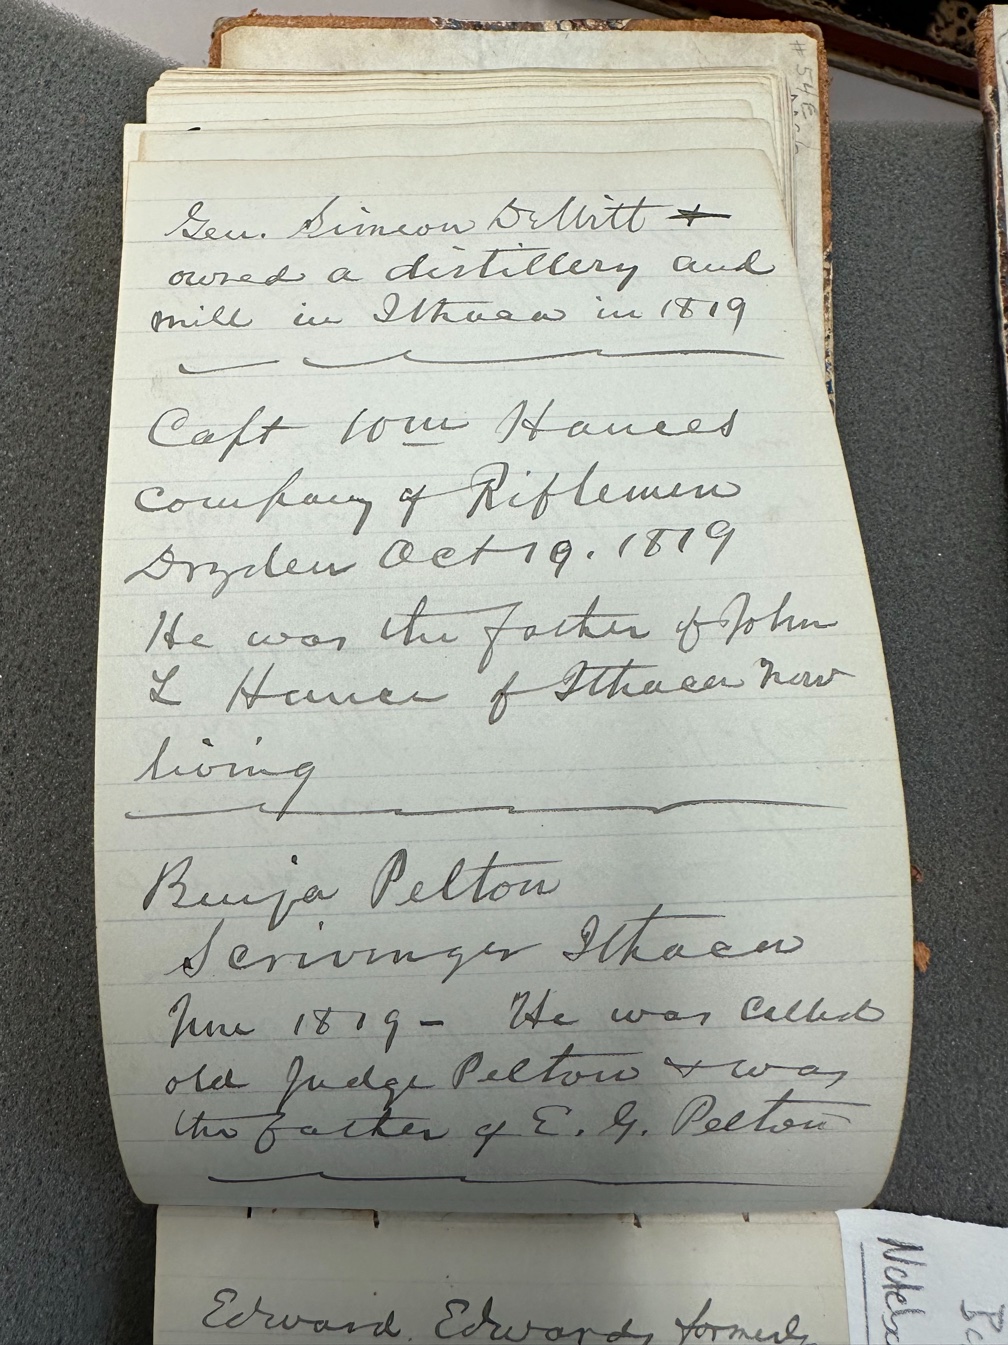 Gen. Simeon DeWitt +
owned a distillery and
mill in Ithaca in 1819
Capt Wm Hances
company of Riflemen
Dryden Oct 19. 1819
He was the father of John
L Hance of Ithaca now
living
Benja Pelton
Scrivinger Ithaca
June 1819 - He was called
old Judge Pelton & was
the father of E. G. Pelton
Edward Edwards formerly
# 54E